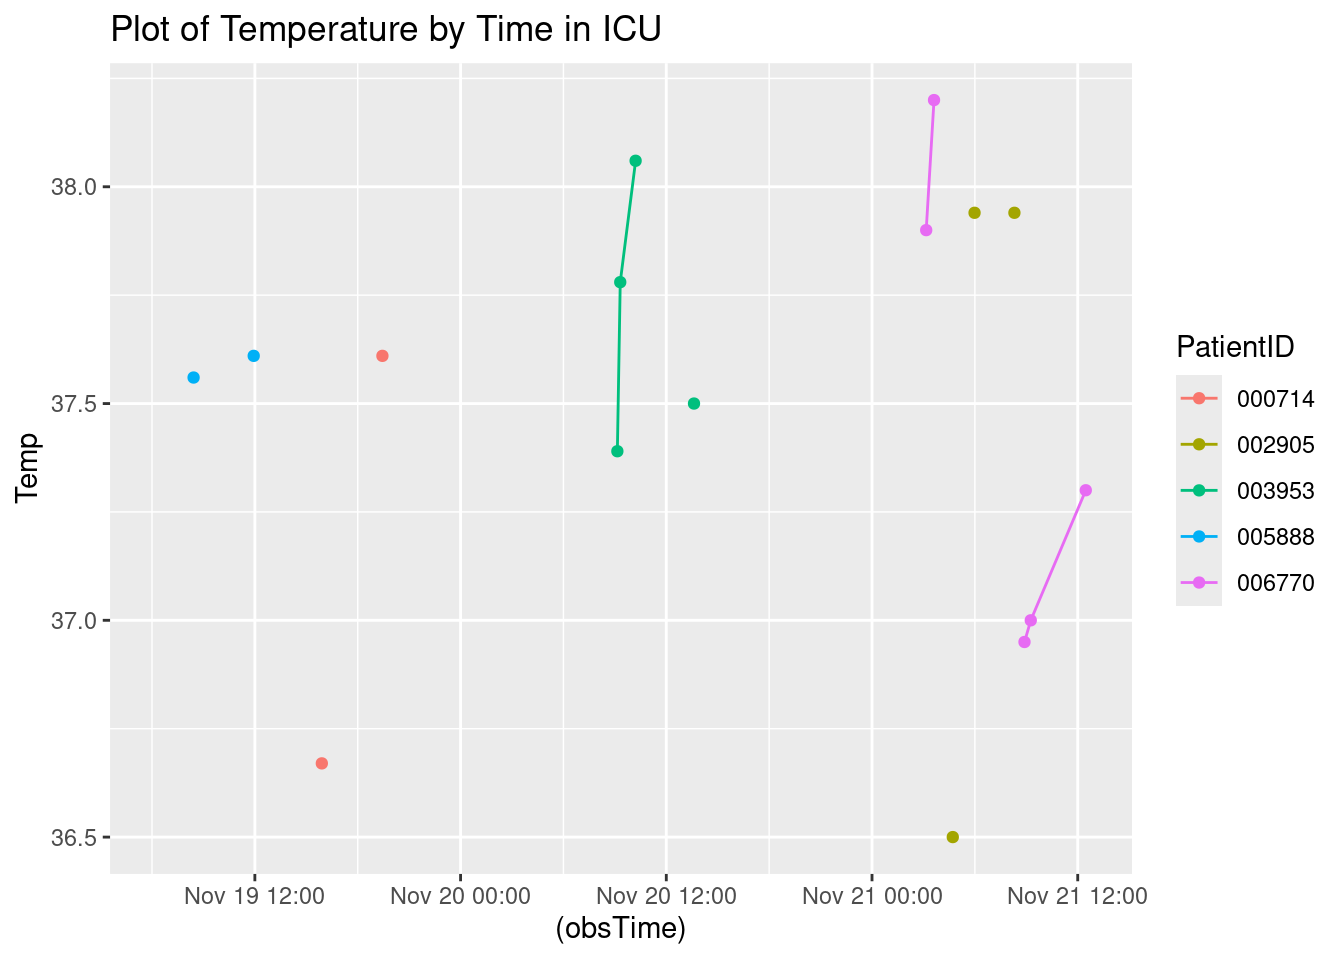 Plot of Temperature by Time in ICU
Temp
38.0
37.5
37.0
36.5
Nov 19 12:00
Nov 20 00:00
Nov 20 12:00
Nov 21 00:00
Nov 21 12:00
(obsTime)
PatientID
000714
002905
003953
005888
006770